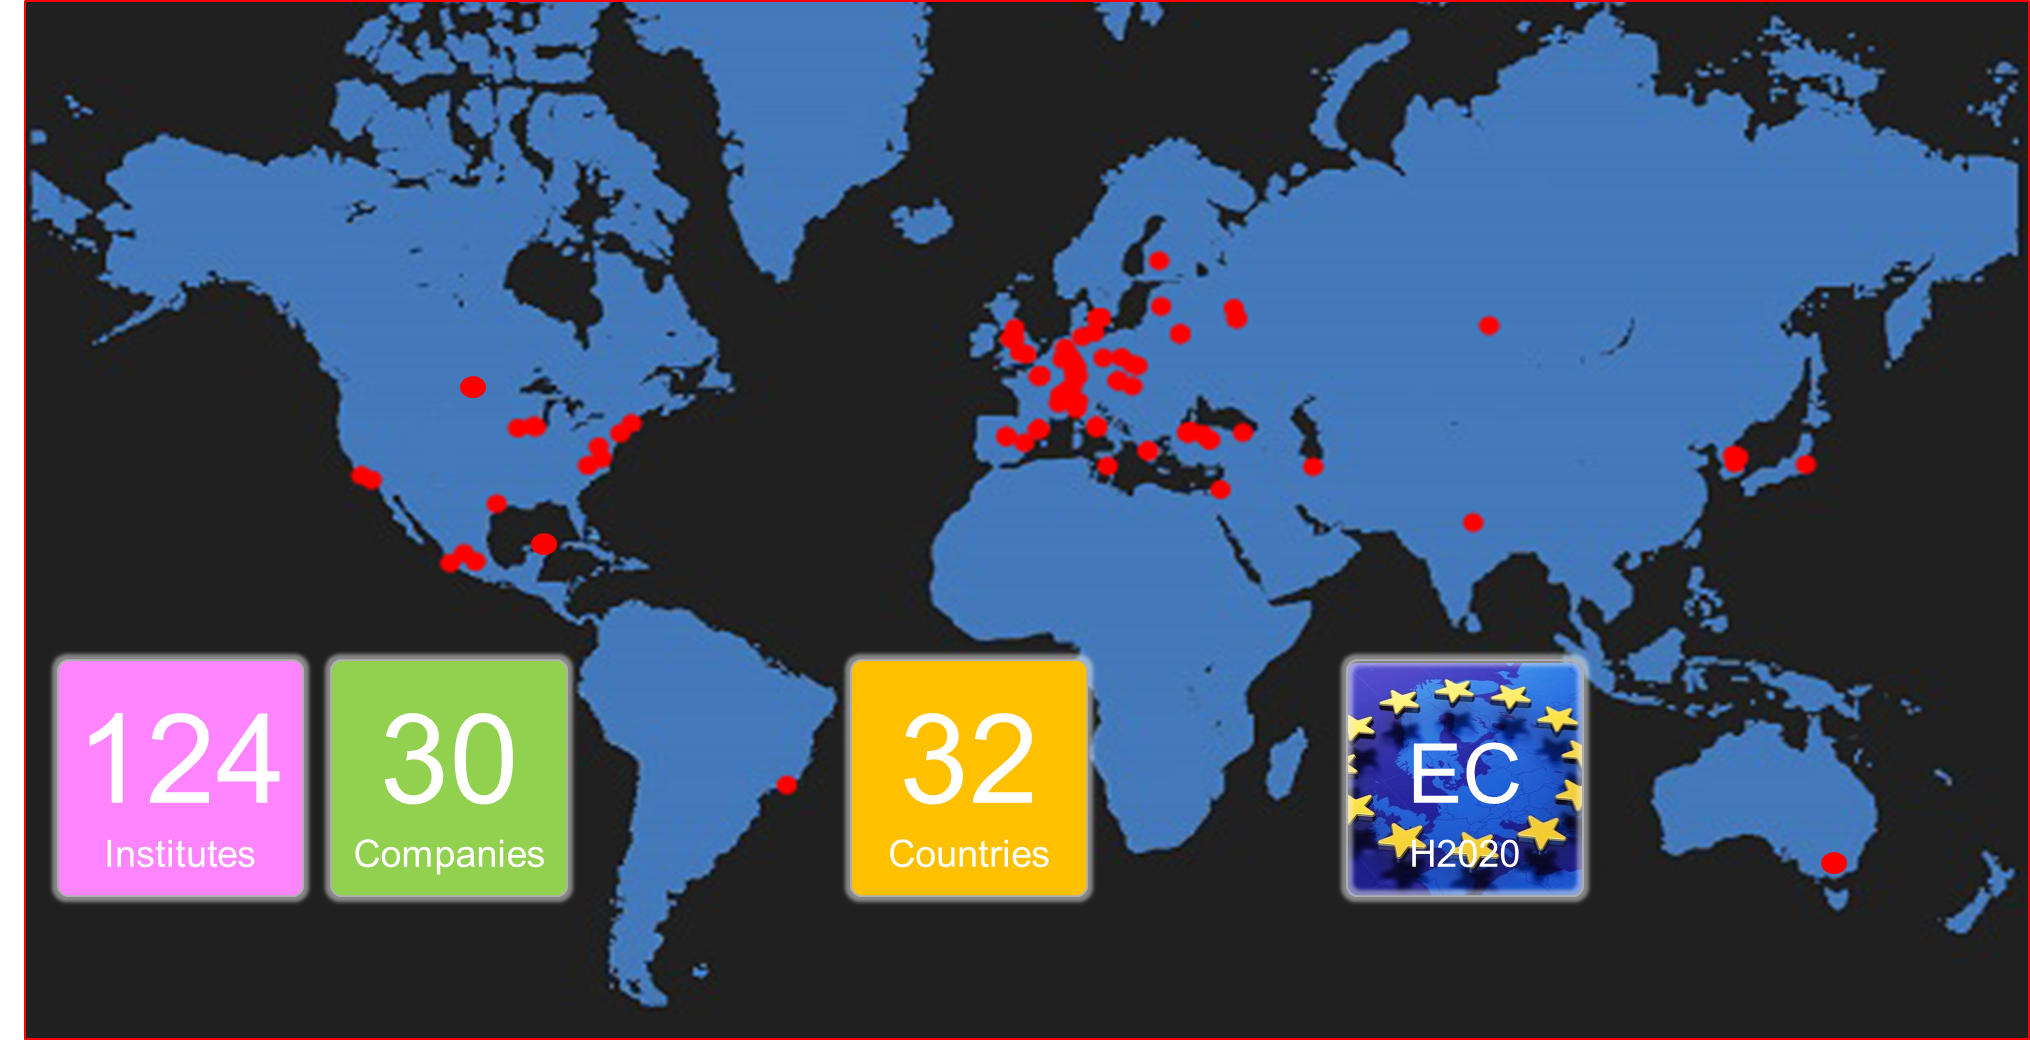 124
Institutes
30
Companies
32
Countries
EC
H2020